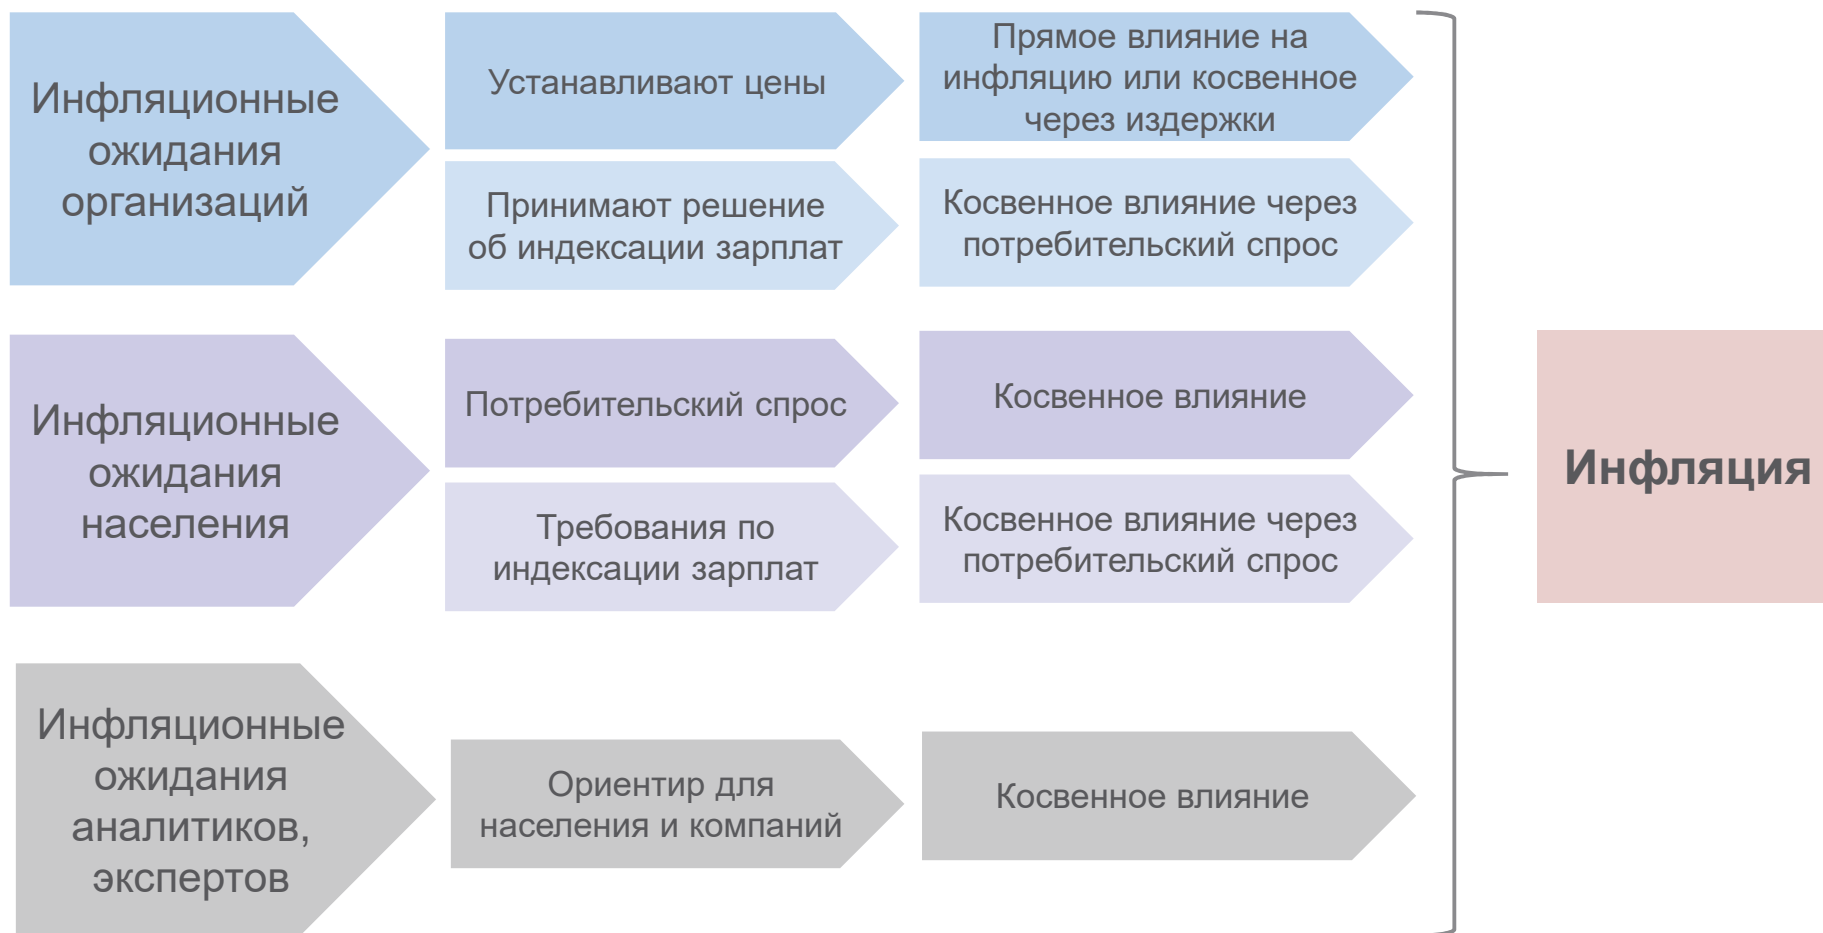 Инфляционные
ожидания
организаций
Устанавливают цены
Прямое влияние на
инфляцию или косвенное
через издержки
Принимают решение
об индексации зарплат
Косвенное влияние через
потребительский спрос
Инфляционные
ожидания
населения
Потребительский спрос
Косвенное влияние
Требования по
индексации зарплат
Косвенное влияние через
потребительский спрос
Инфляционные
ожидания
аналитиков,
экспертов
Ориентир для
населения и компаний
Косвенное влияние
Инфляция